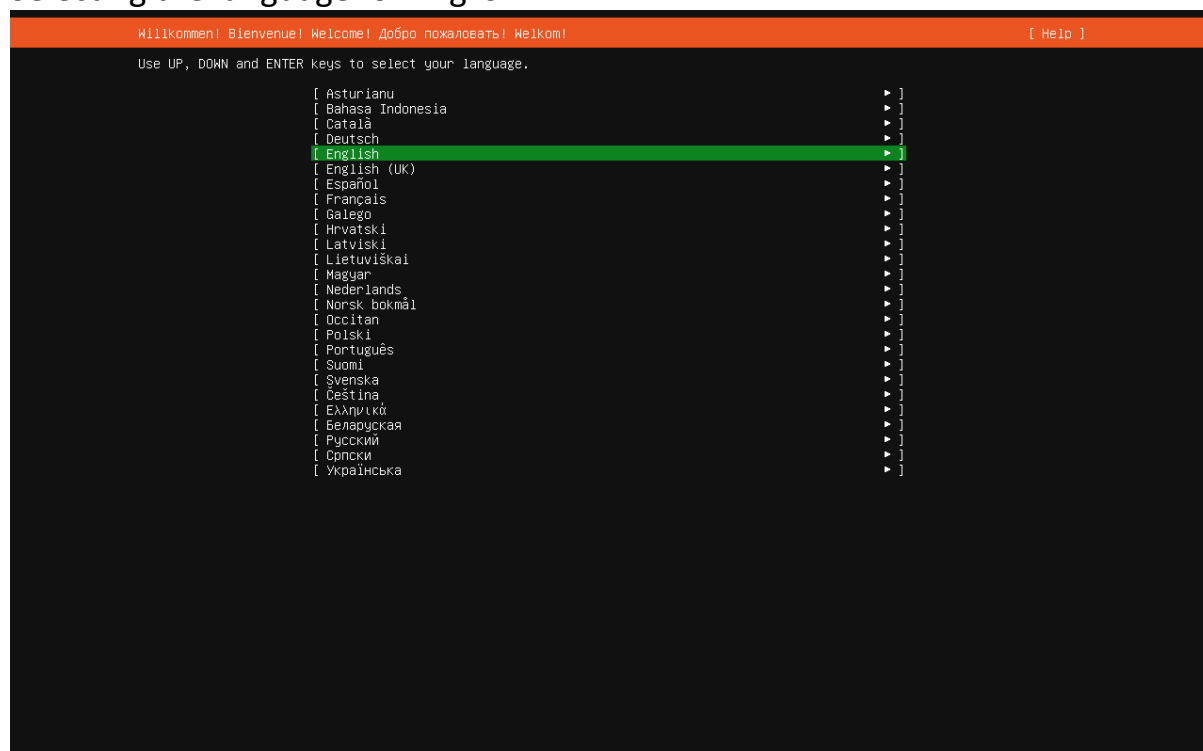 Willkommen! Bienvenue! Welcome! Добро пожаловать! Welkom! [ Help ]
Use UP, DOWN and ENTER keys to select your language.
[ Asturianu ► ]
[ Bahasa Indonesia ► ]
[ Català ► ]
[ Deutsch ► ]
[ English ► ]
[ English (UK) ► ]
[ Español ► ]
[ Français ► ]
[ Galego ► ]
[ Hrvatski ► ]
[ Latviski ► ]
[ Lietuviškai ► ]
[ Magyar ► ]
[ Nederlands ► ]
[ Norsk bokmål ► ]
[ Occitan ► ]
[ Polski ► ]
[ Português ► ]
[ Suomi ► ]
[ Svenska ► ]
[ Čeština ► ]
[ Ελληνικά ► ]
[ Беларуская ► ]
[ Русский ► ]
[ Српски ► ]
[ Українська ► ]